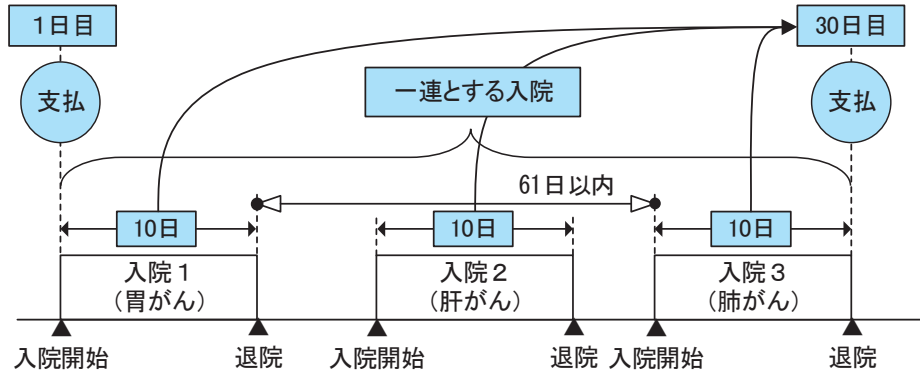 1日目
30日目
支払
支払
一連とする入院
61日以内
10日
10日
10日
入院1
(胃がん)
入院2
(肝がん)
入院3
(肺がん)
入院開始
退院
入院開始
退院
入院開始
退院